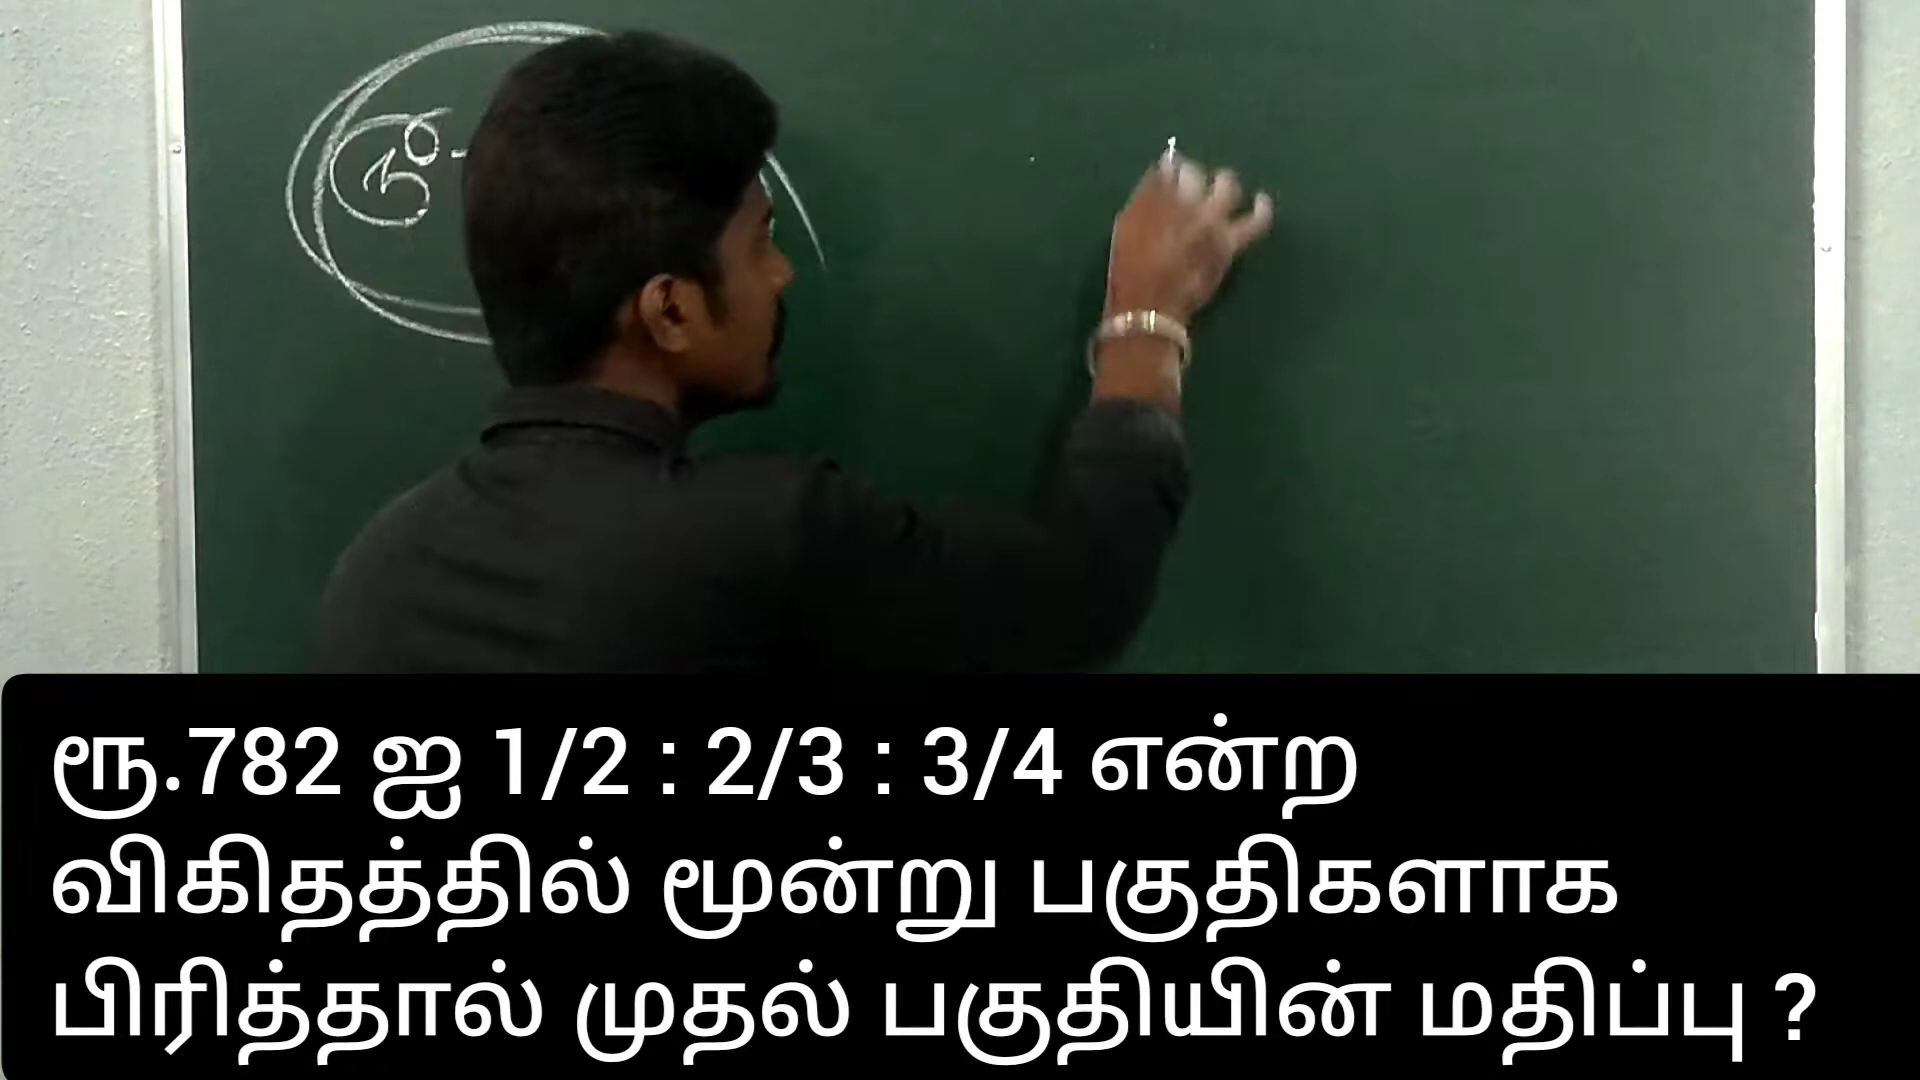 ரூ.782 ஐ 1/2 : 2/3 : 3/4 என்ற
விகிதத்தில் மூன்று பகுதிகளாக
பிரித்தால் முதல் பகுதியின் மதிப்பு ?